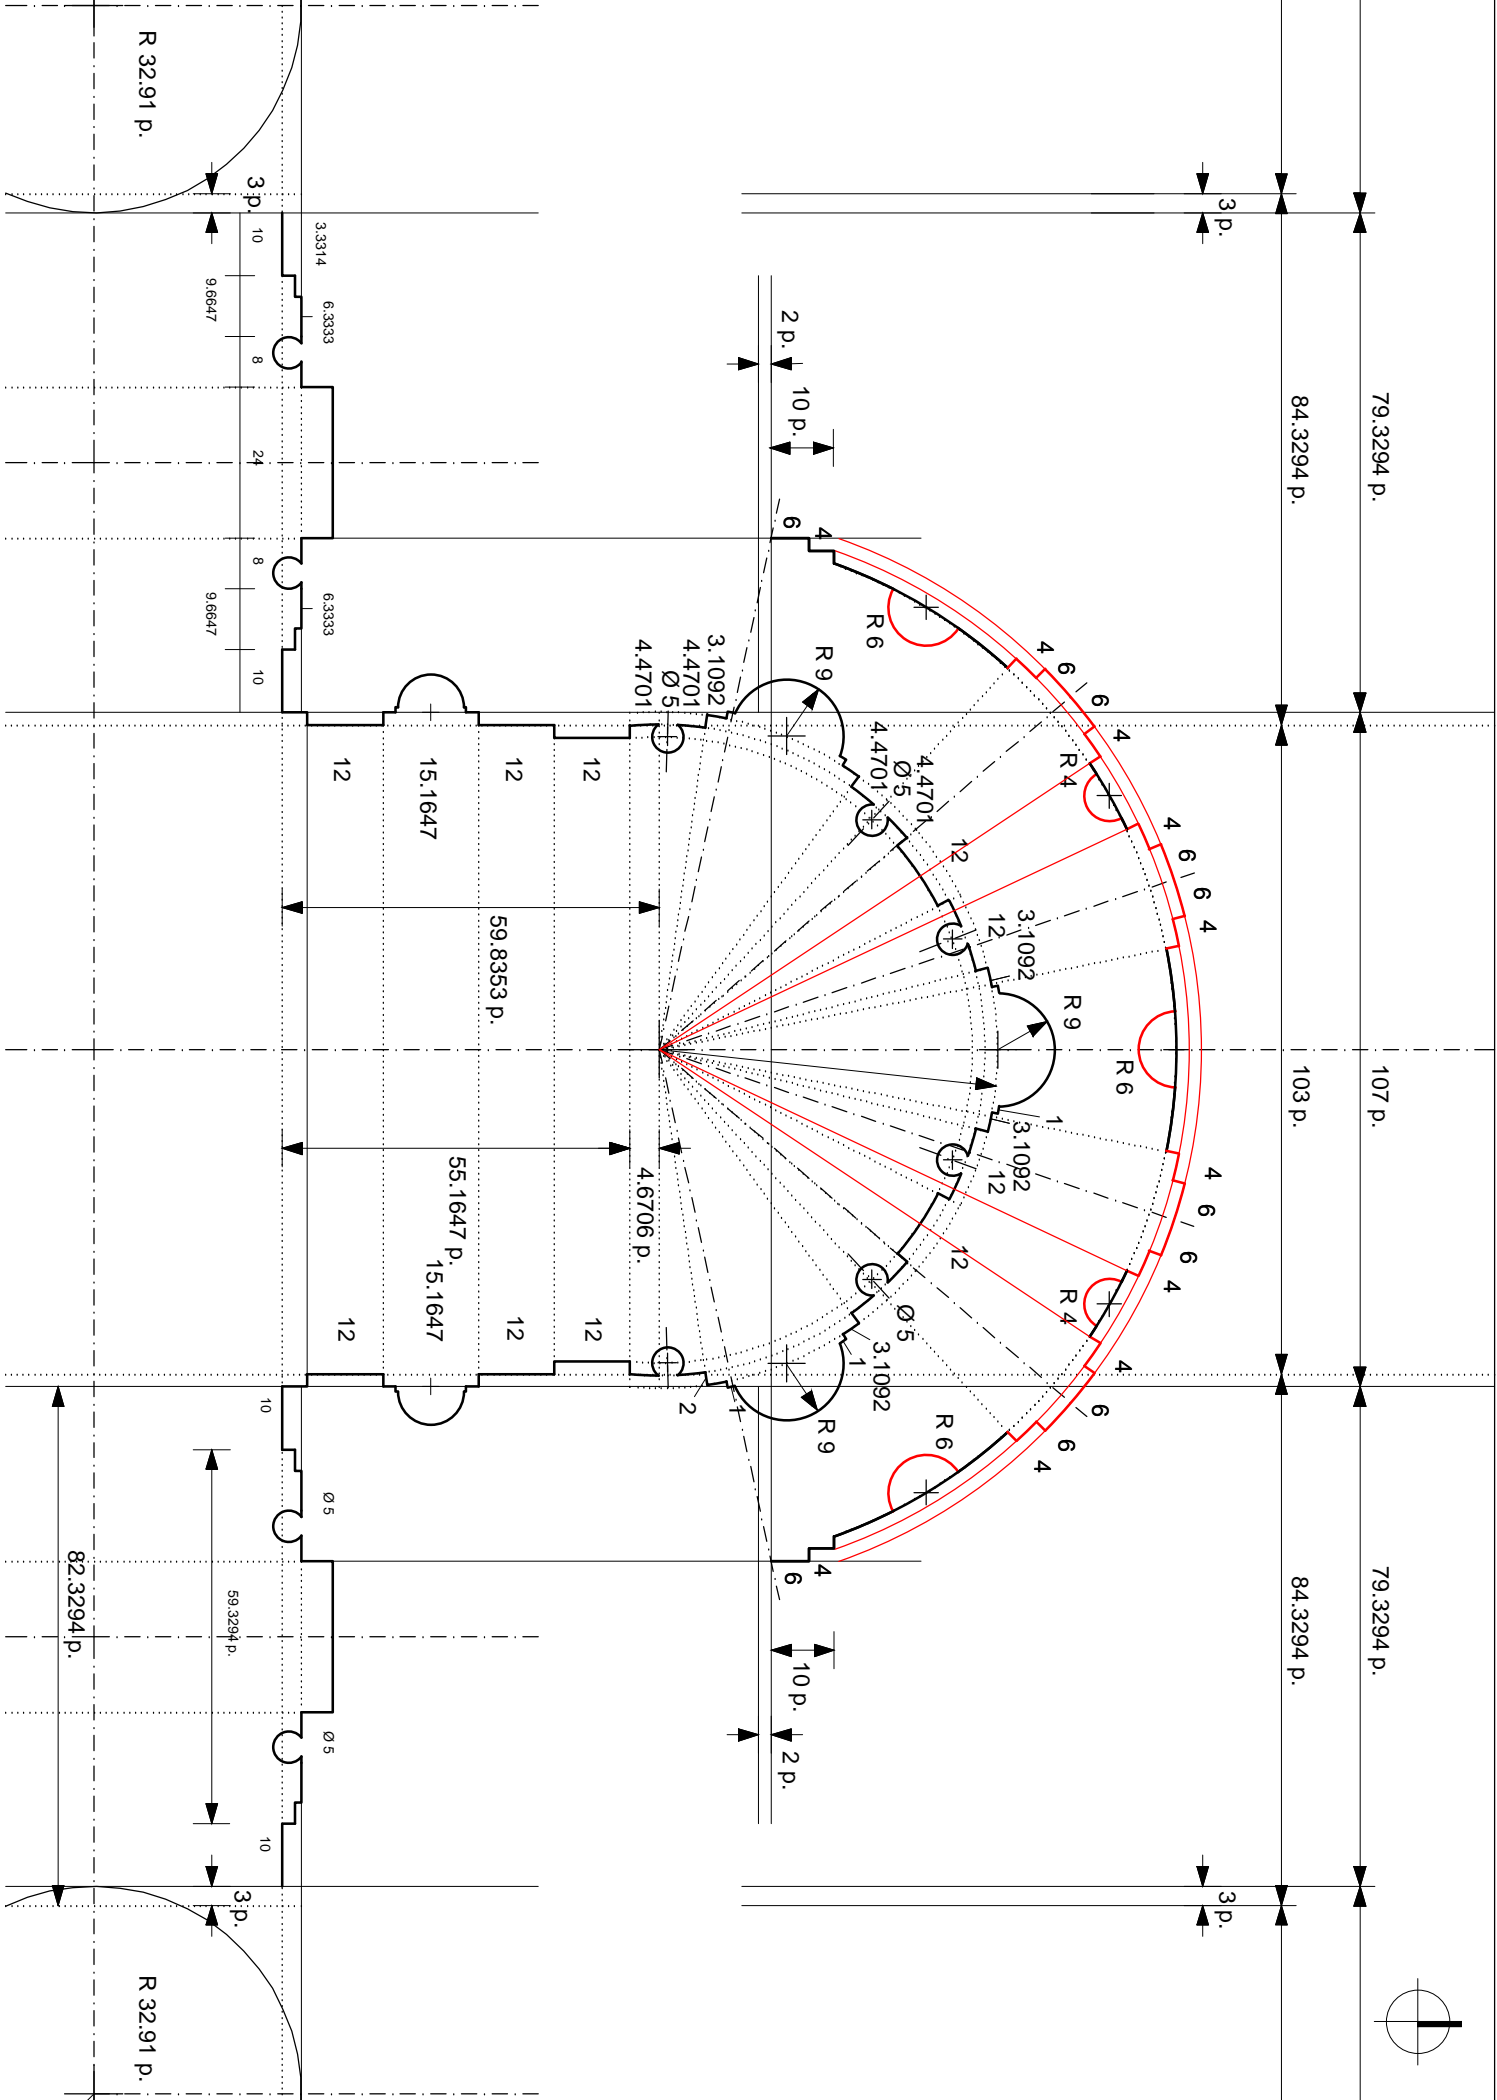 79.3294 p.
107 p.
79.3294 p.
84.3294 p.
103 p.
84.3294 p.
3 p.
3 p.
4
6
6
4
4
6
6
4
4
6
6
4
4
6
6
4
R 6
R 4
R 6
R 4
R 6
6
4
6
4
2 p.
10 p.
10 p.
2 p.
R 9
R 9
R 9
3.1092
4.4701
Ø 5
4.4701
4.4701
Ø 5
4.4701
12
12
3.1092
1
3.1092
12
12
Ø 5
3.1092
1
1
2
4.6706 p.
59.8353 p.
55.1647 p.
12
15.1647
12
12
12
15.1647
12
12
3.3314
6.3333
6.3333
10
9.6647
8
24
8
9.6647
10
10
Ø 5
Ø 5
10
59.3294 p.
82.3294 p.
3 p.
3 p.
R 32.91 p.
R 32.91 p.